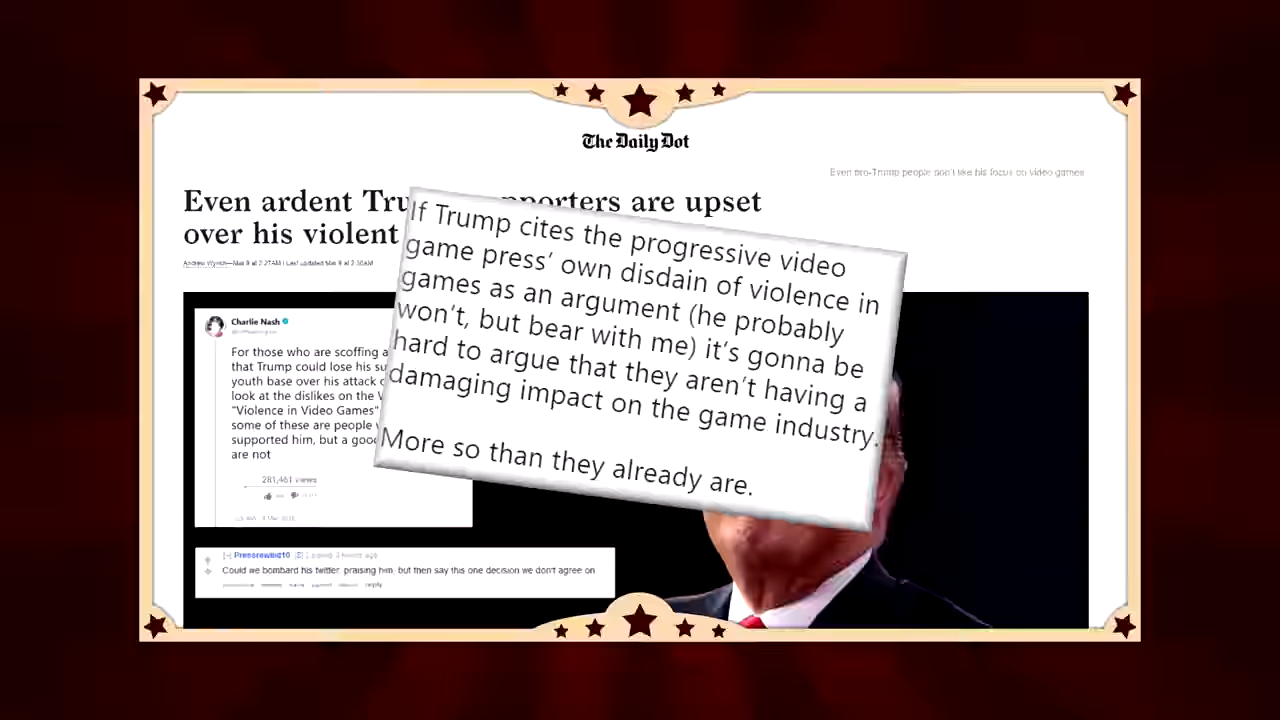 The Daily Dot
Even pro-Trump people don't like his focus on video games
Even ardent Tru pporters are upset
over his violent
For those who are scoffing a
that Trump could lose his su
youth base over his attack
look at the dislikes on the
"Violence in Video Games"
some of these are people
supported him, but a good
are not
Charlie Nash
281,461 views
If Trump cites the progressive video
game press' own disdain of violence in
games as an argument (he probably
won't, but bear with me) it's gonna be
hard to argue that they aren't having a
damaging impact on the game industry.
More so than they already are.
Pressrewind10
Could we bombard his twitter, praising him, but then say this one decision we don't agree on
reply